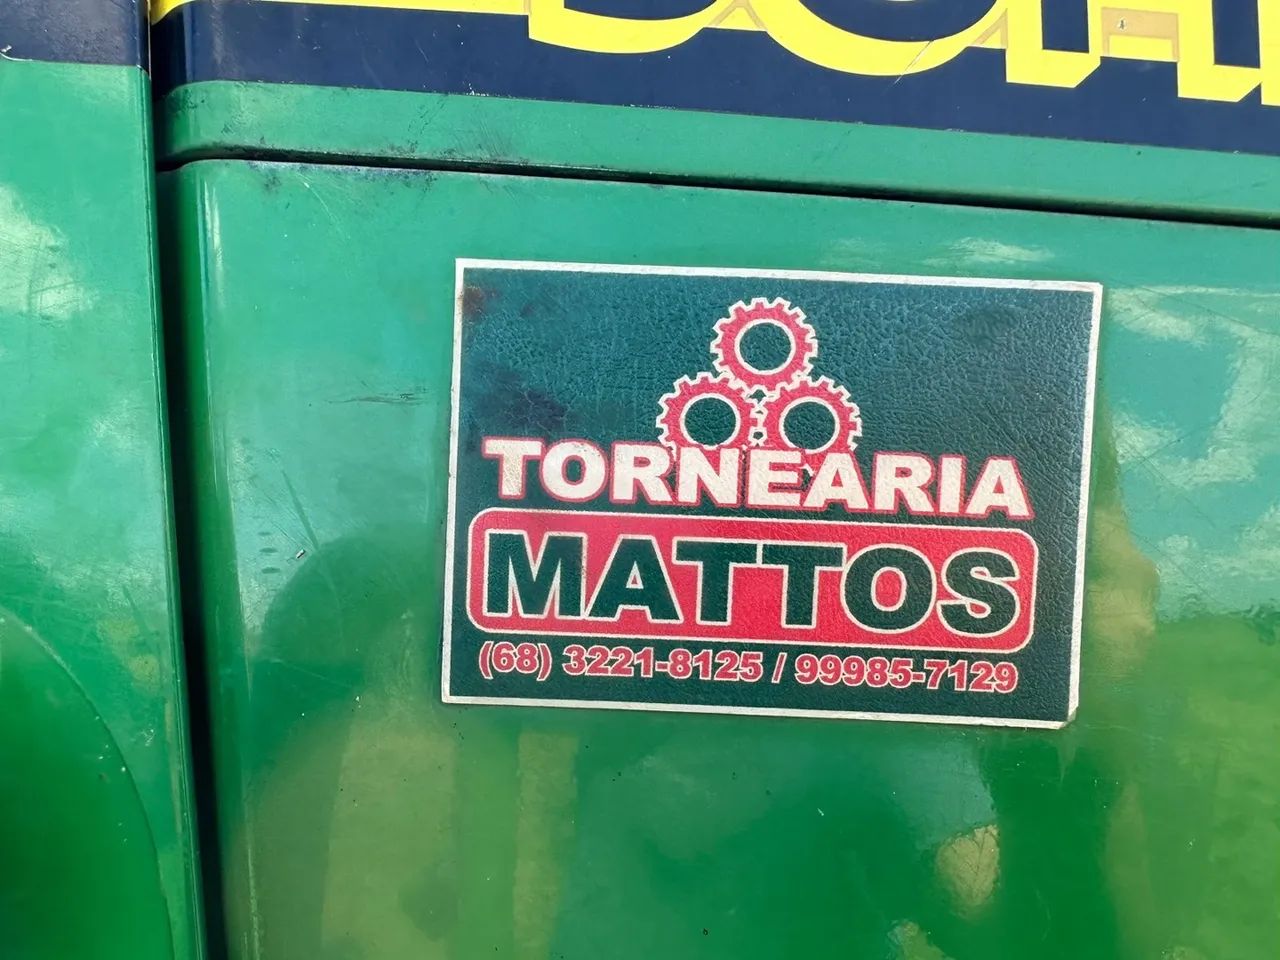 TORNEARIA
MATTOS
(68) 3221-8125 / 99985-7129